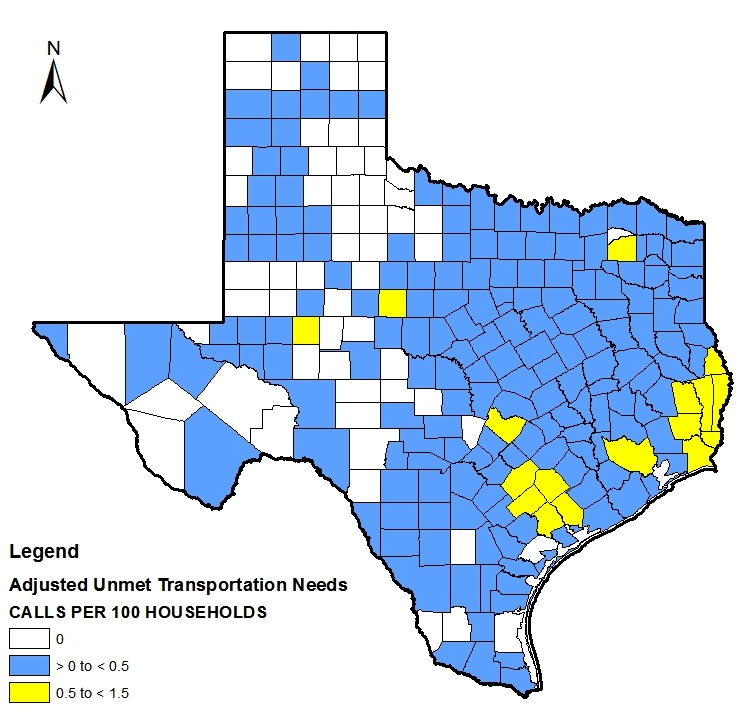 N
Legend
Adjusted Unmet Transportation Needs
CALLS PER 100 HOUSEHOLDS
0
> 0 to < 0.5
0.5 to < 1.5